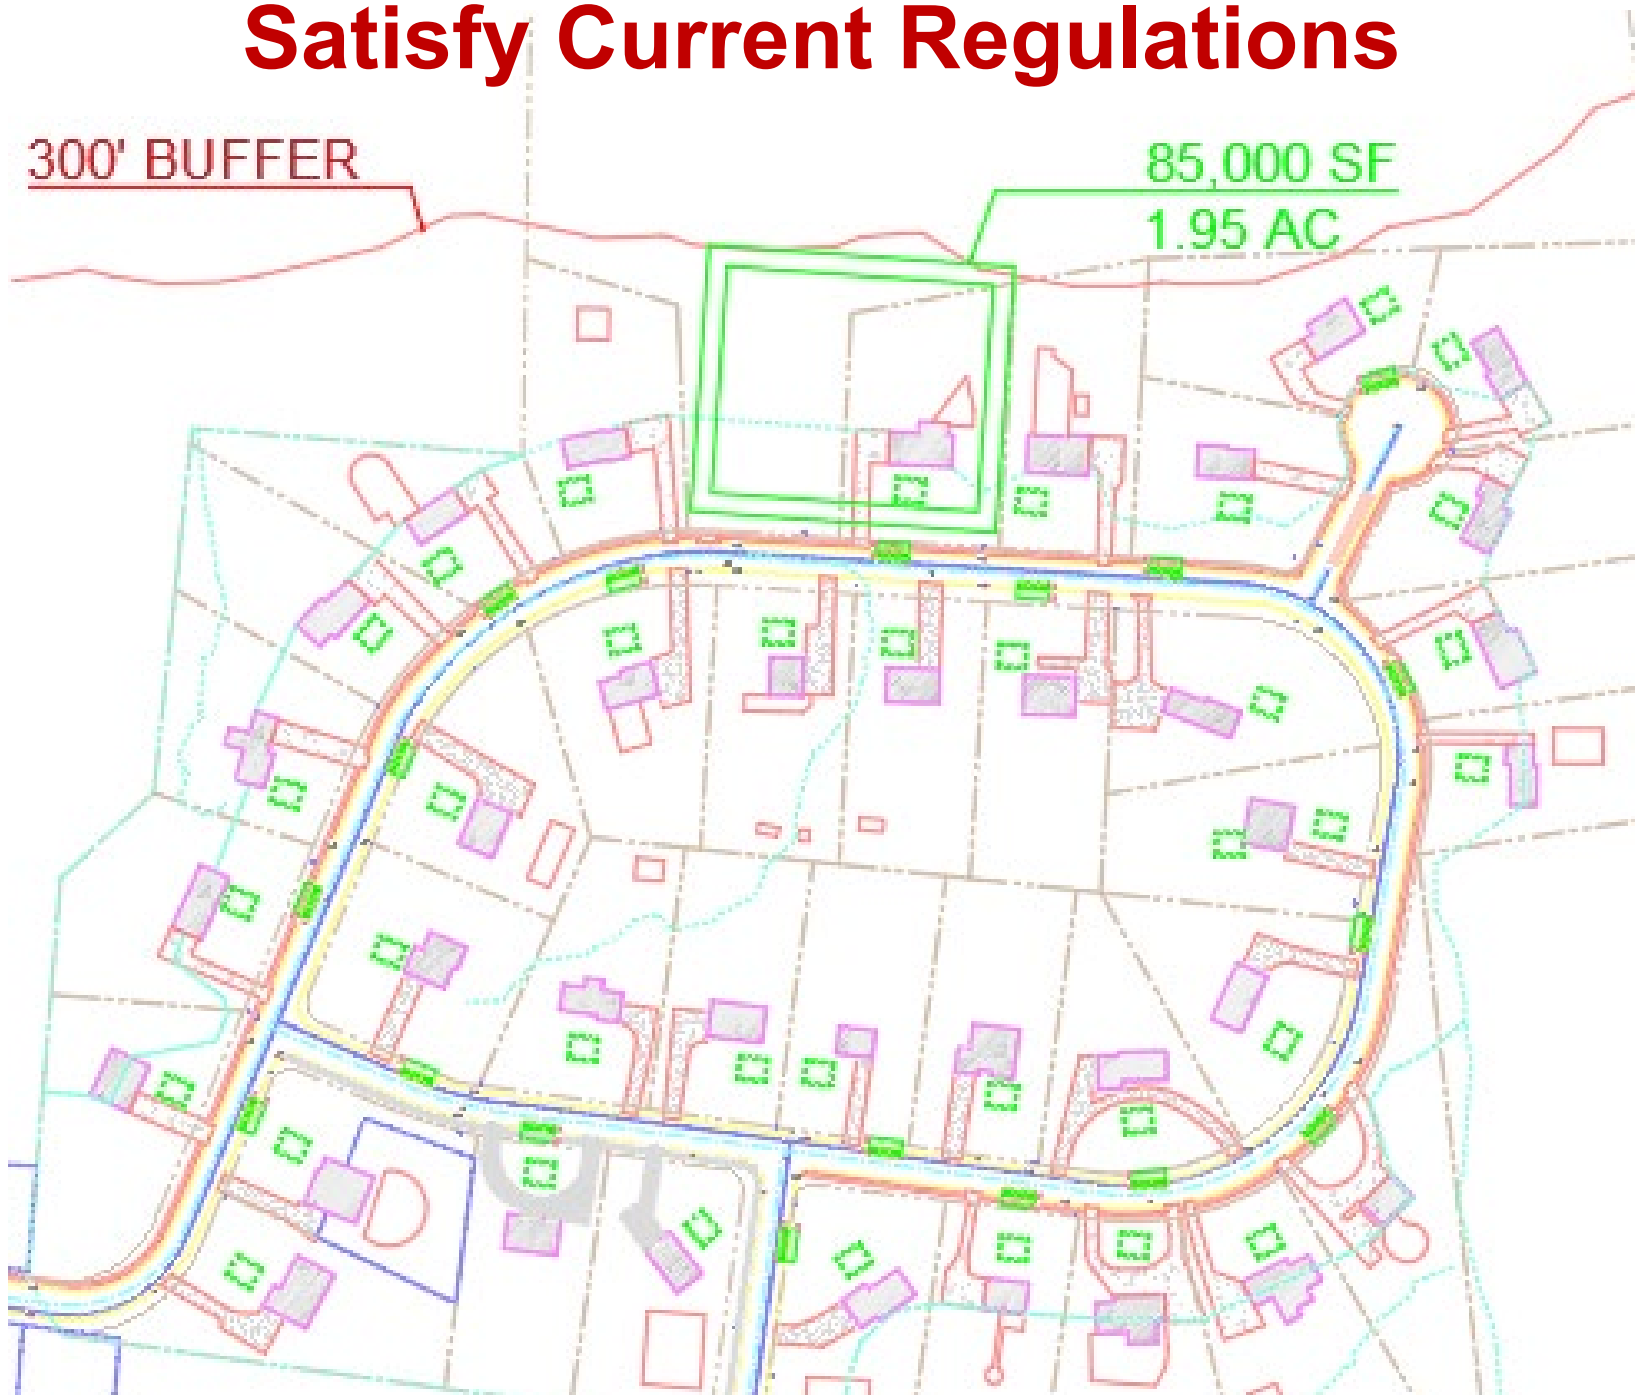 Satisfy Current Regulations
300' BUFFER
85,000 SF
1.95 AC